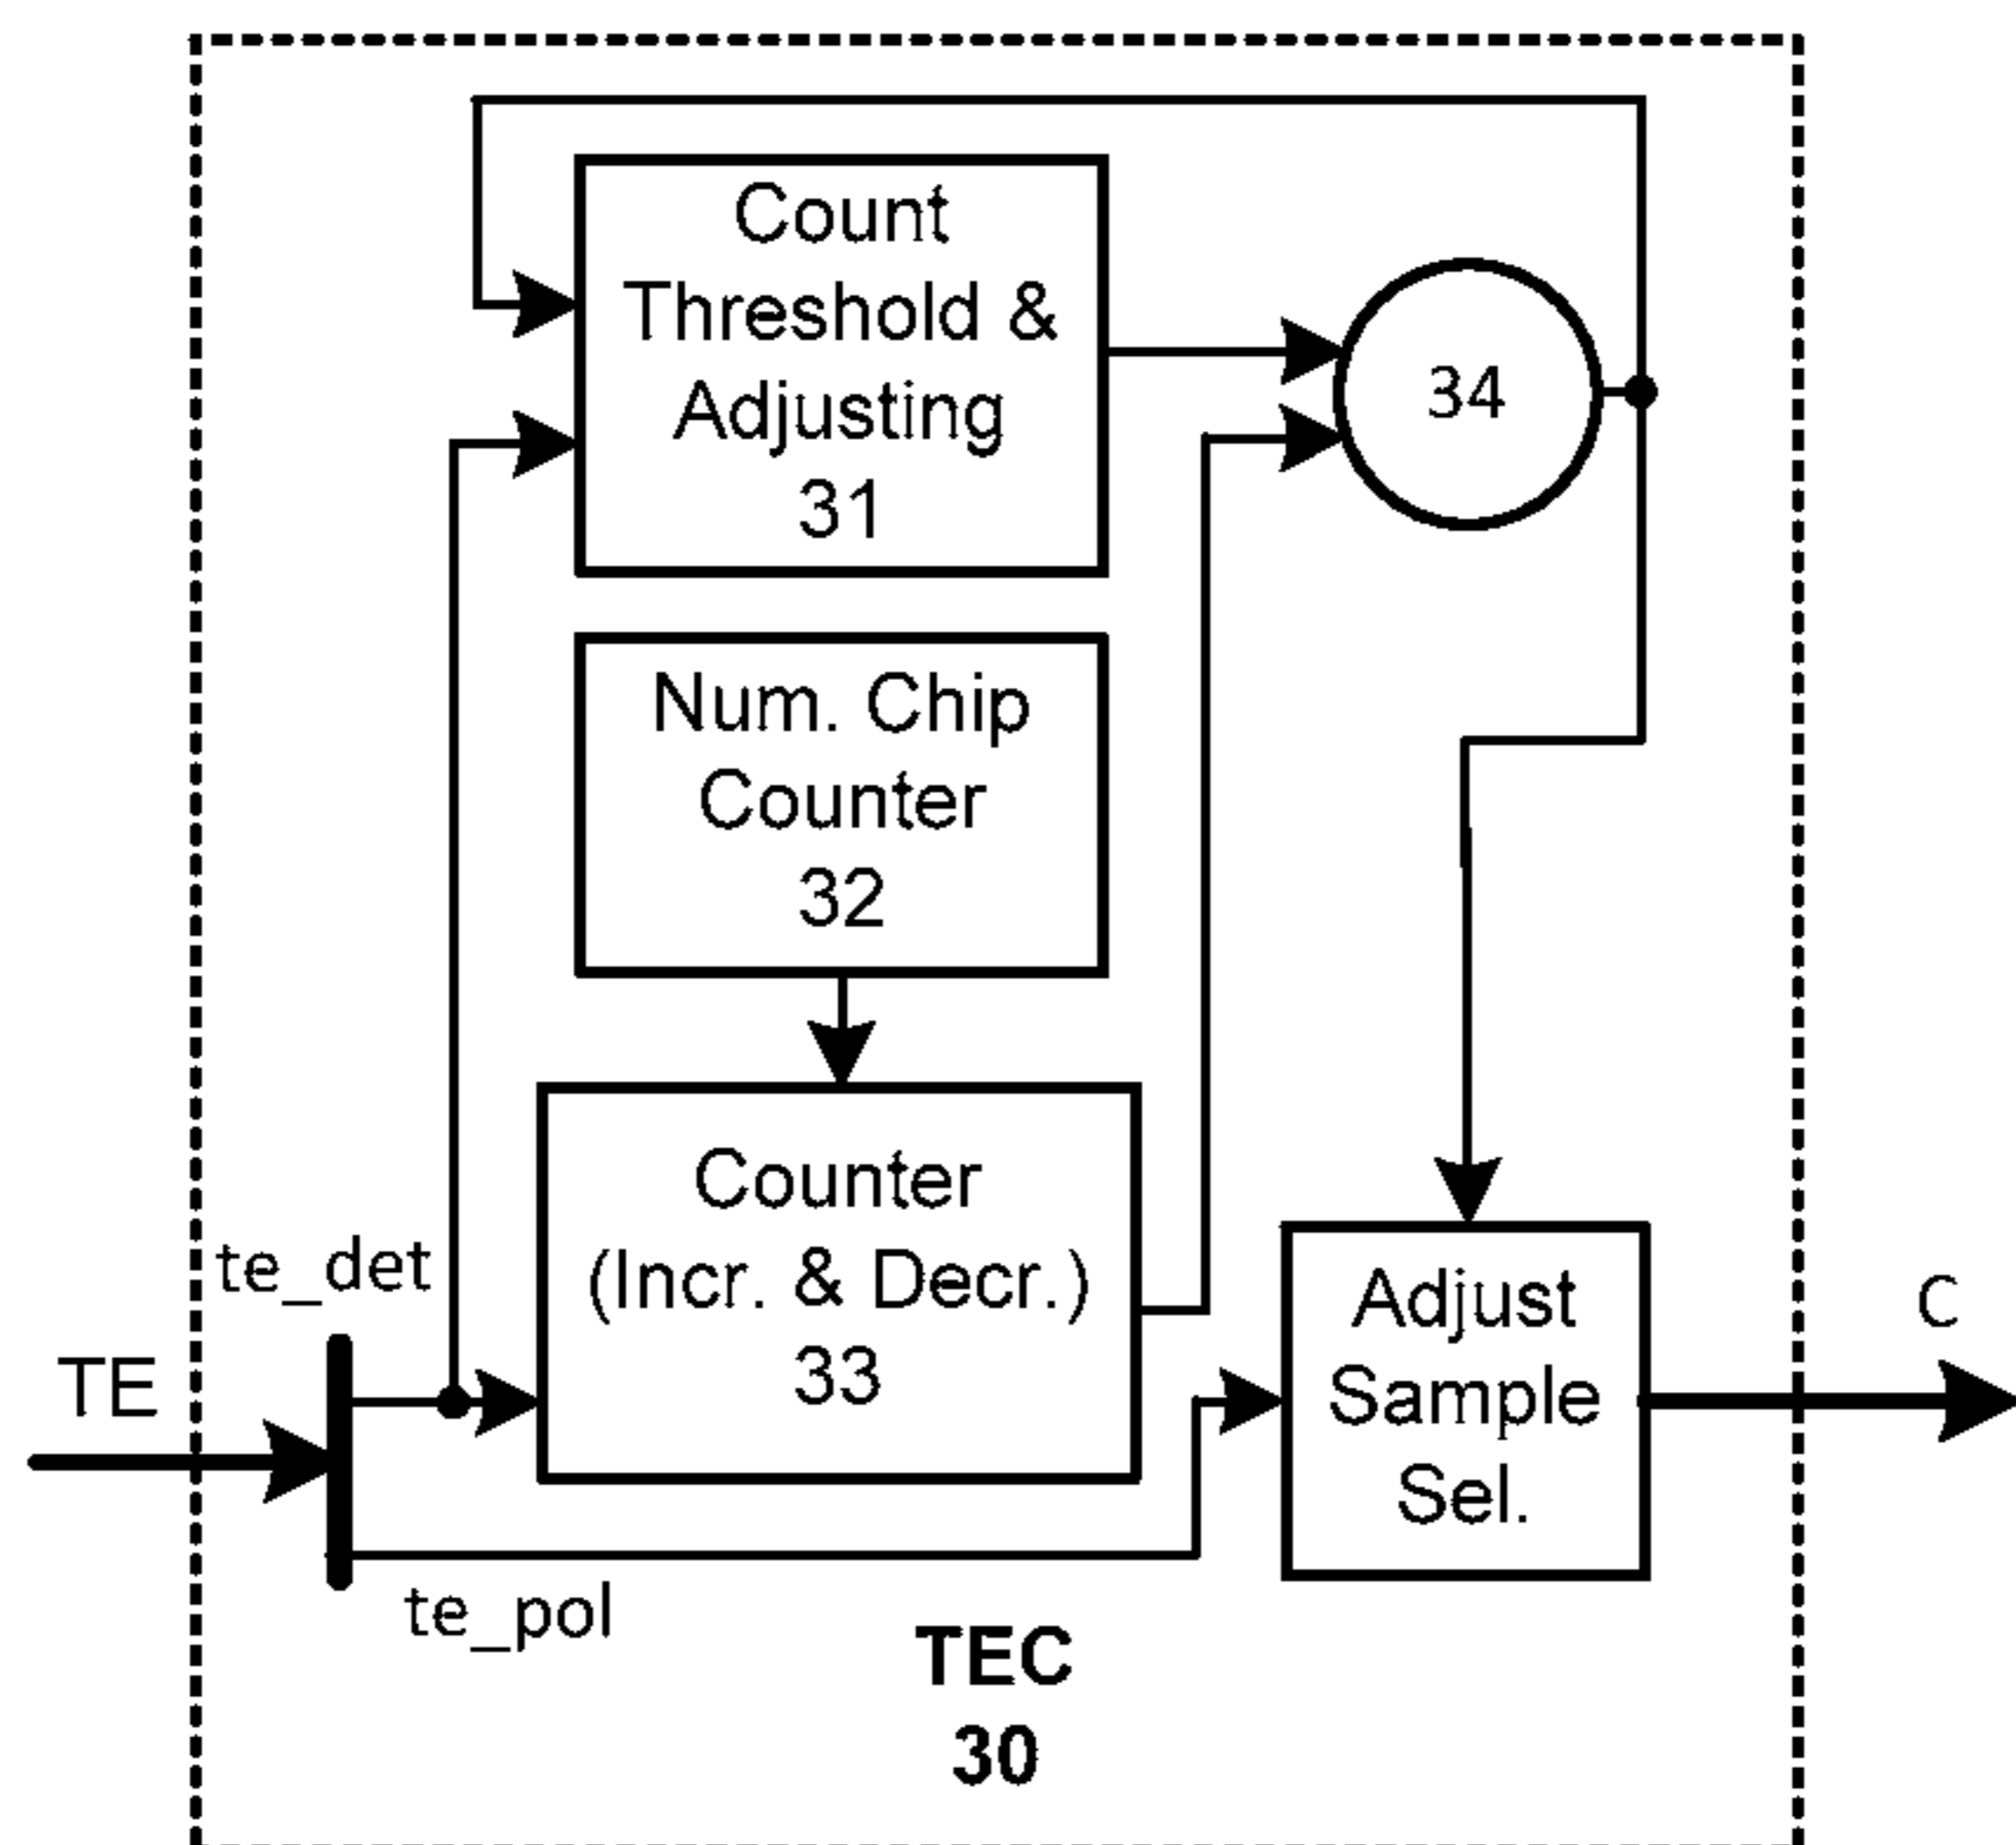 Count
Threshold &
Adjusting
31
34
Num. Chip
Counter
32
Counter
(Incr. & Decr.)
33
te_det
TE
te_pol
Adjust
Sample
Sel.
C
TEC
30